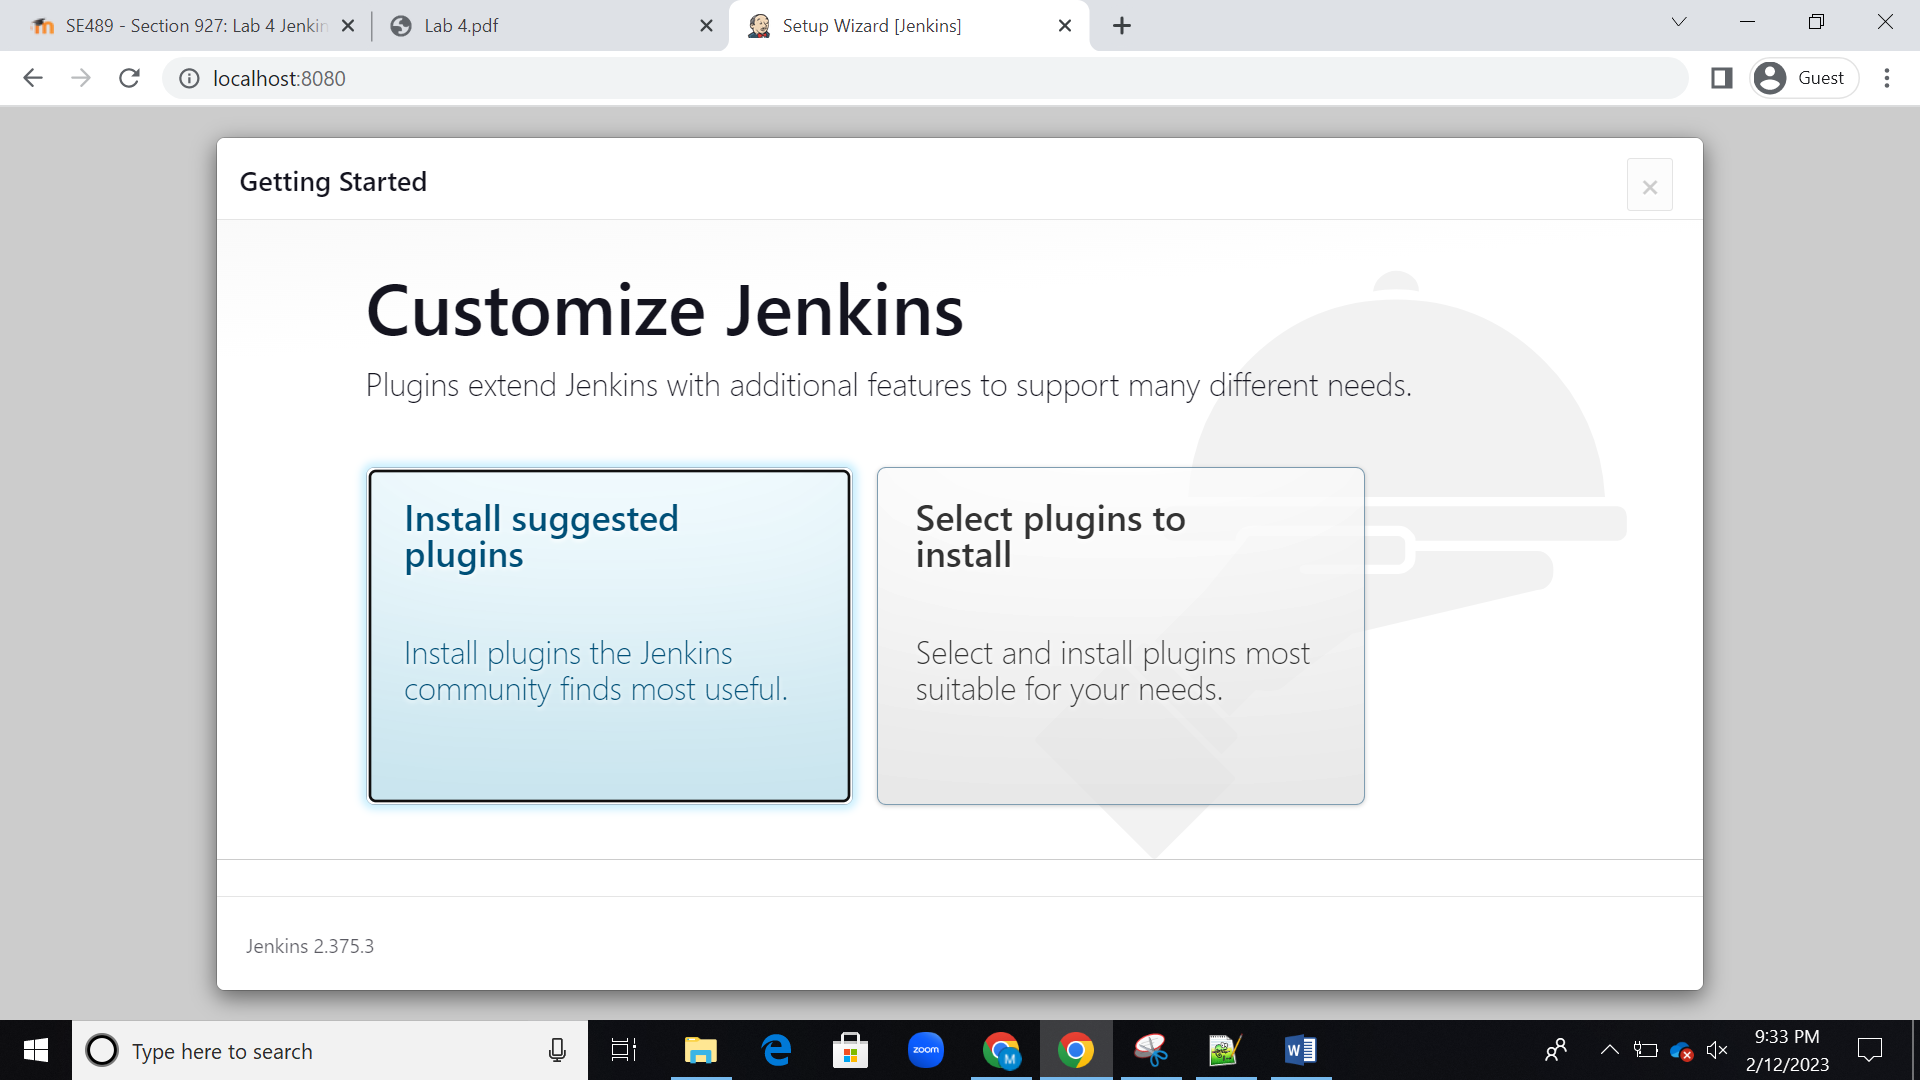 SE489 - Section 927: Lab 4 Jenkin
Lab 4.pdf
Setup Wizard [Jenkins]
localhost:8080
Guest
Getting Started
Customize Jenkins
Plugins extend Jenkins with additional features to support many different needs.
Install suggested
plugins
Install plugins the Jenkins
community finds most useful.
Select plugins to
install
Select and install plugins most
suitable for your needs.
Jenkins 2.375.3
Type here to search
zoom
M
W
9:33 PM
2/12/2023